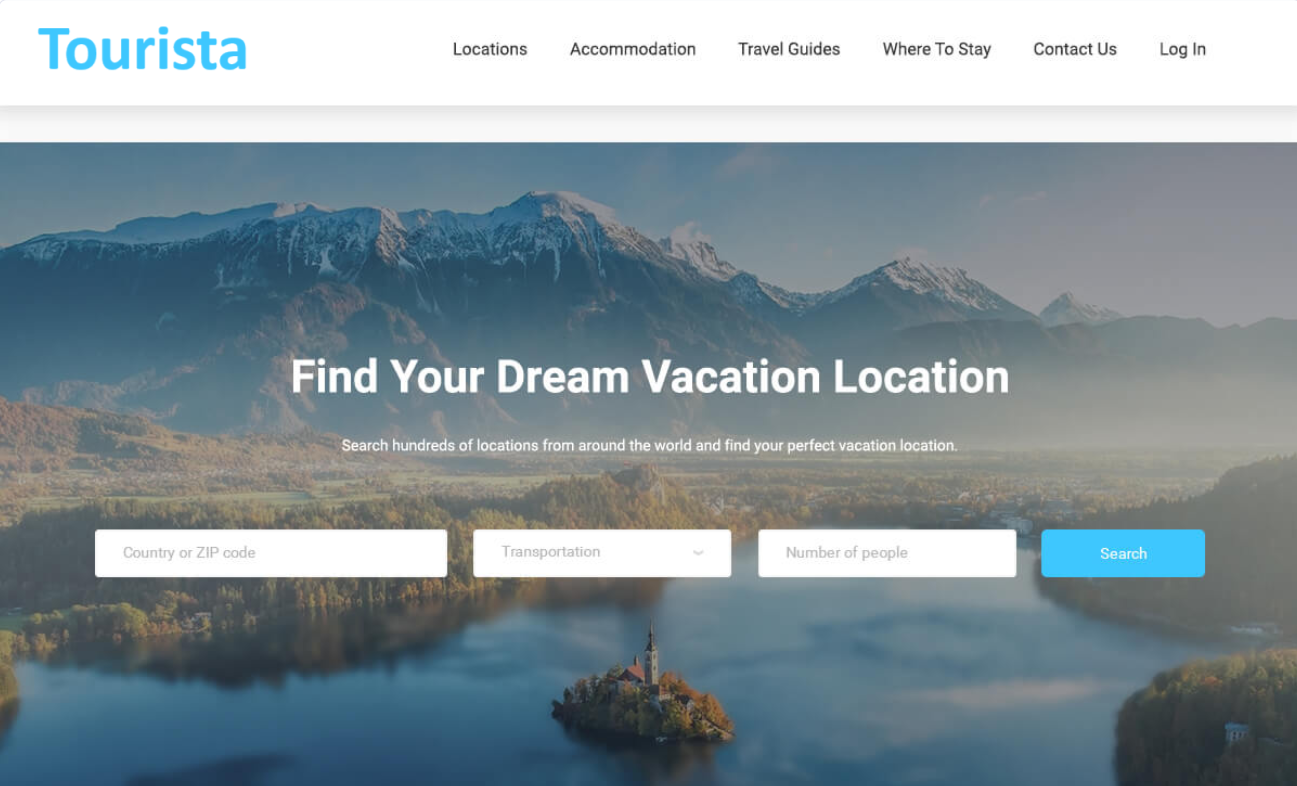 Tourista
Locations Accommodation Travel Guides Where To Stay Contact Us Log In
Find Your Dream Vacation Location
Search hundreds of locations from around the world and find your perfect vacation location.
Country or ZIP code Transportation Number of people Search